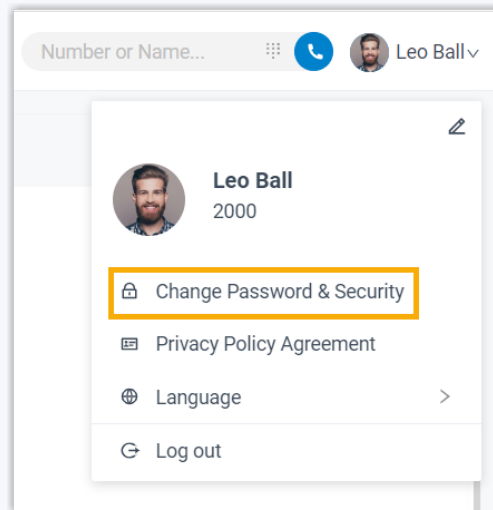 Number or Name...
Leo Ball
Leo Ball
2000
Change Password & Security
Privacy Policy Agreement
Language
Log out